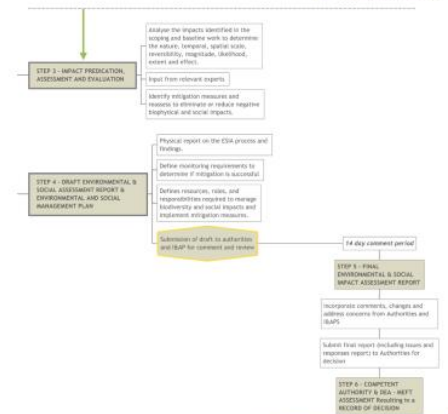 Analyse the impacts identified in the
scoping and baseline work to determine
the nature, temporal, spatial scale,
reversibility, magnitude, likelihood,
extent and effect.
STEP 3 - IMPACT PREDICATION,
ASSESSMENT AND EVALUATION
Input from relevant experts
Identify mitigation measures and
reassess to eliminate or reduce negative
biophysical and social impacts.
Physical report on the ESIA process and
findings.
Define monitoring requirements to
determine if mitigation is successful
STEP 4 - DRAFT ENVIRONMENTAL &
SOCIAL ASSESSMENT REPORT &
ENVIRONMENTAL AND SOCIAL
MANAGEMENT PLAN
Defines resources, roles, and
responsibilities required to manage
biodiversity and social impacts and
implement mitigation measures.
Submission of draft to authorities
and I&AP for comment and review
14 day comment period
STEP 5 - FINAL
ENVIRONMENTAL & SOCIAL
IMPACT ASSESSMENT REPORT
Incorporate comments, changes and
address concerns from Authorities and
I&APS
Submit final report (including issues and
responses report) to Authorities for
decision
STEP 6 - COMPETENT
AUTHORITY & DEA - MEFT
ASSESSMENT Resulting in a
RECORD OF DECISION